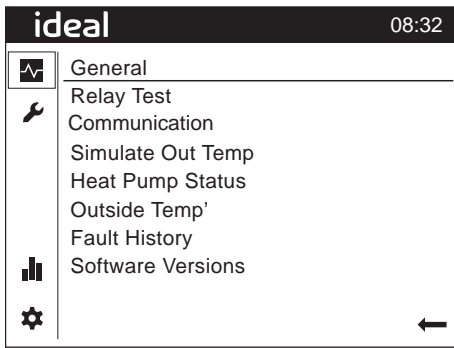 ideal 08:32
General
Relay Test
Communication
Simulate Out Temp
Heat Pump Status
Outside Temp'
Fault History
Software Versions